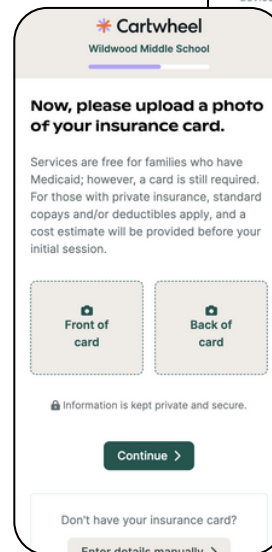 Cartwheel
Wildwood Middle School
Now, please upload a photo
of your insurance card.
Services are free for families who have
Medicaid; however, a card is still required.
For those with private insurance, standard
copays and/or deductibles apply, and a
cost estimate will be provided before your
initial session.
Front of
card
Back of
card
Information is kept private and secure.
Continue >
Don't have your insurance card?
Enter details manually >